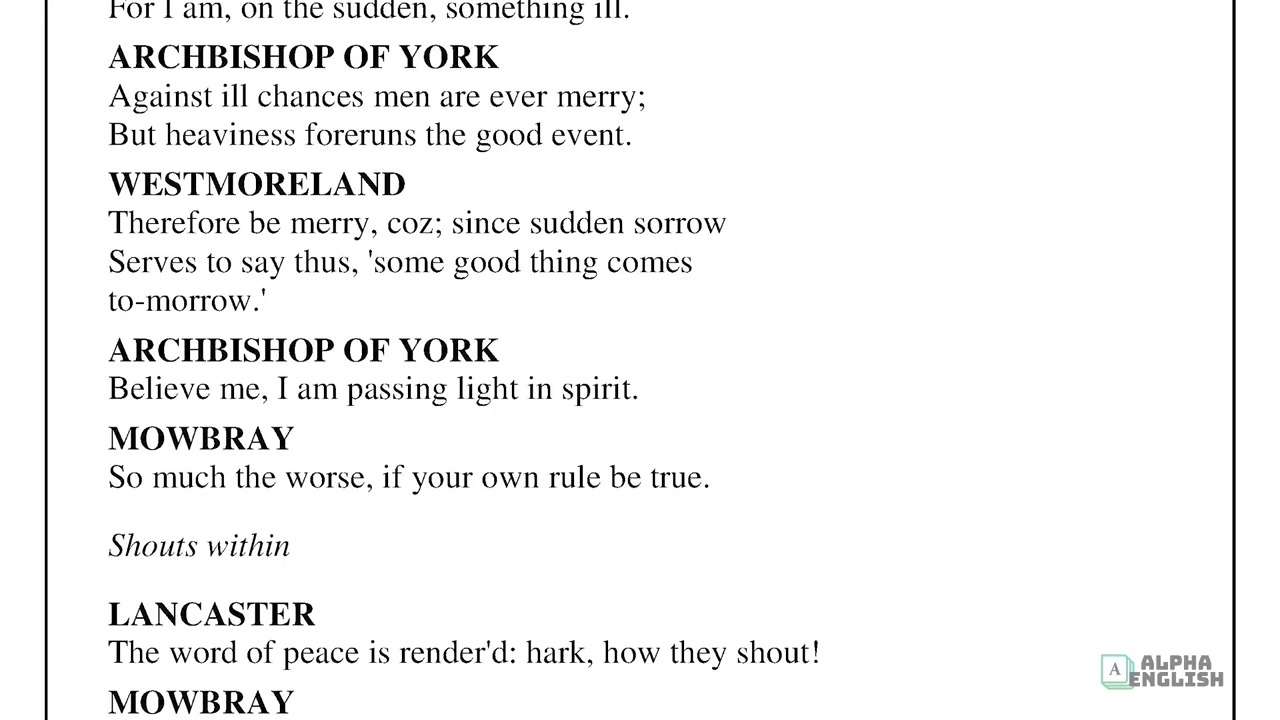 For I am, on the sudden, something ill.
ARCHBISHOP OF YORK
Against ill chances men are ever merry;
But heaviness foreruns the good event.
WESTMORELAND
Therefore be merry, coz; since sudden sorrow
Serves to say thus, 'some good thing comes
to-morrow.'
ARCHBISHOP OF YORK
Believe me, I am passing light in spirit.
MOWBRAY
So much the worse, if your own rule be true.
Shouts within
LANCASTER
The word of peace is render'd: hark, how they shout!
MOWBRAY
A ALPHA
ENGLISH